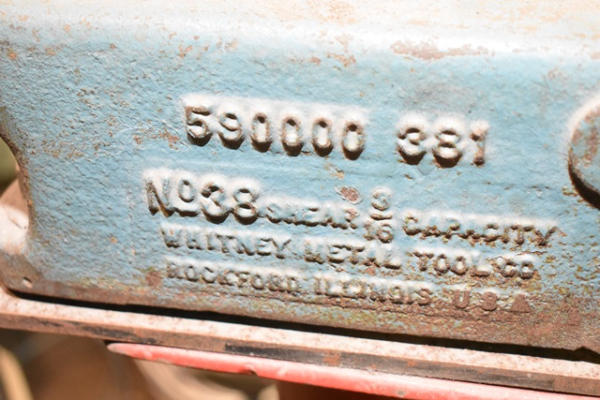 590000 381
No 38 SHEAR 3/16 CAPACITY
WHITNEY METAL TOOL CO
ROCKFORD, ILLINOIS, U.S.A.